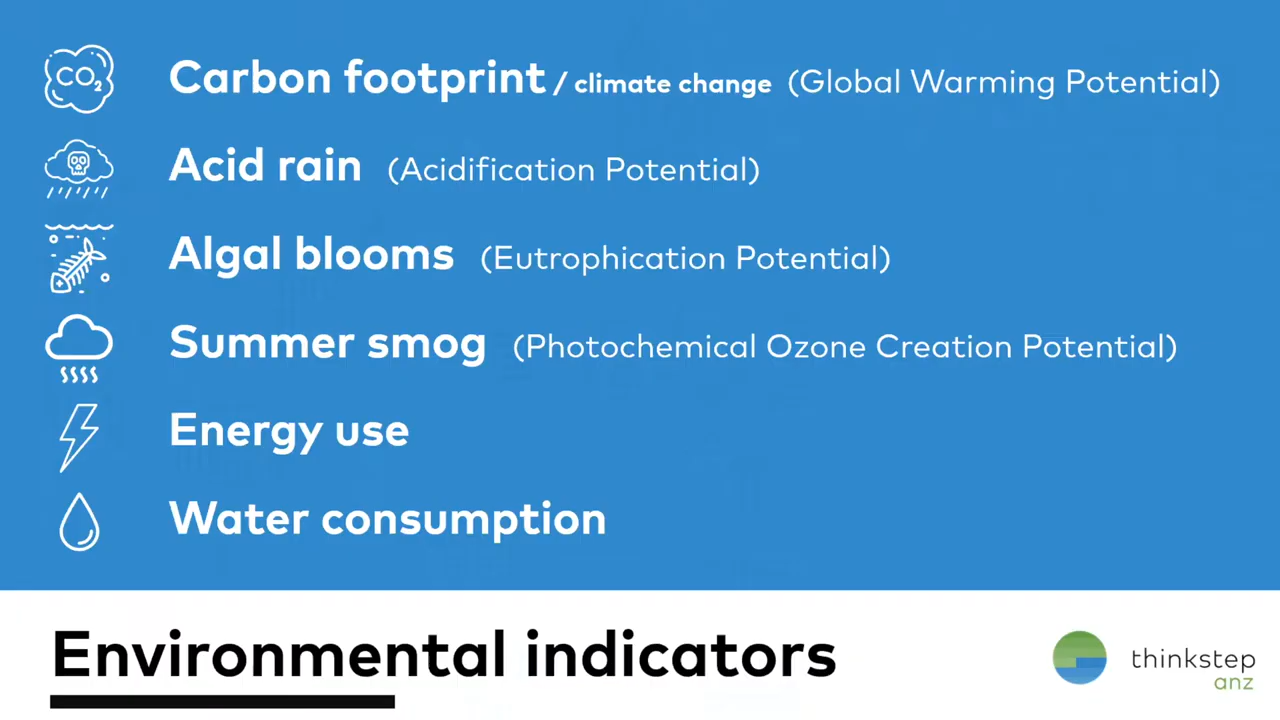 CO2
Carbon footprint / climate change (Global Warming Potential)
Acid rain (Acidification Potential)
Algal blooms (Eutrophication Potential)
Summer smog (Photochemical Ozone Creation Potential)
Energy use
Water consumption
Environmental indicators
thinkstep
anz